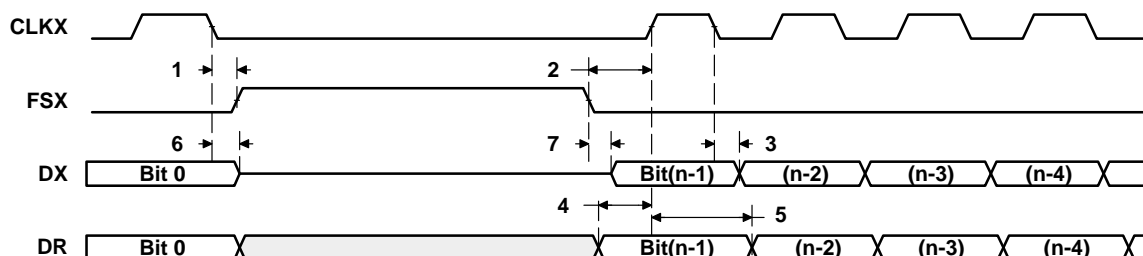 CLKX
1 2
FSX
6 7 3
DX Bit 0 Bit(n-1) (n-2) (n-3) (n-4)
4 5
DR Bit 0 Bit(n-1) (n-2) (n-3) (n-4)